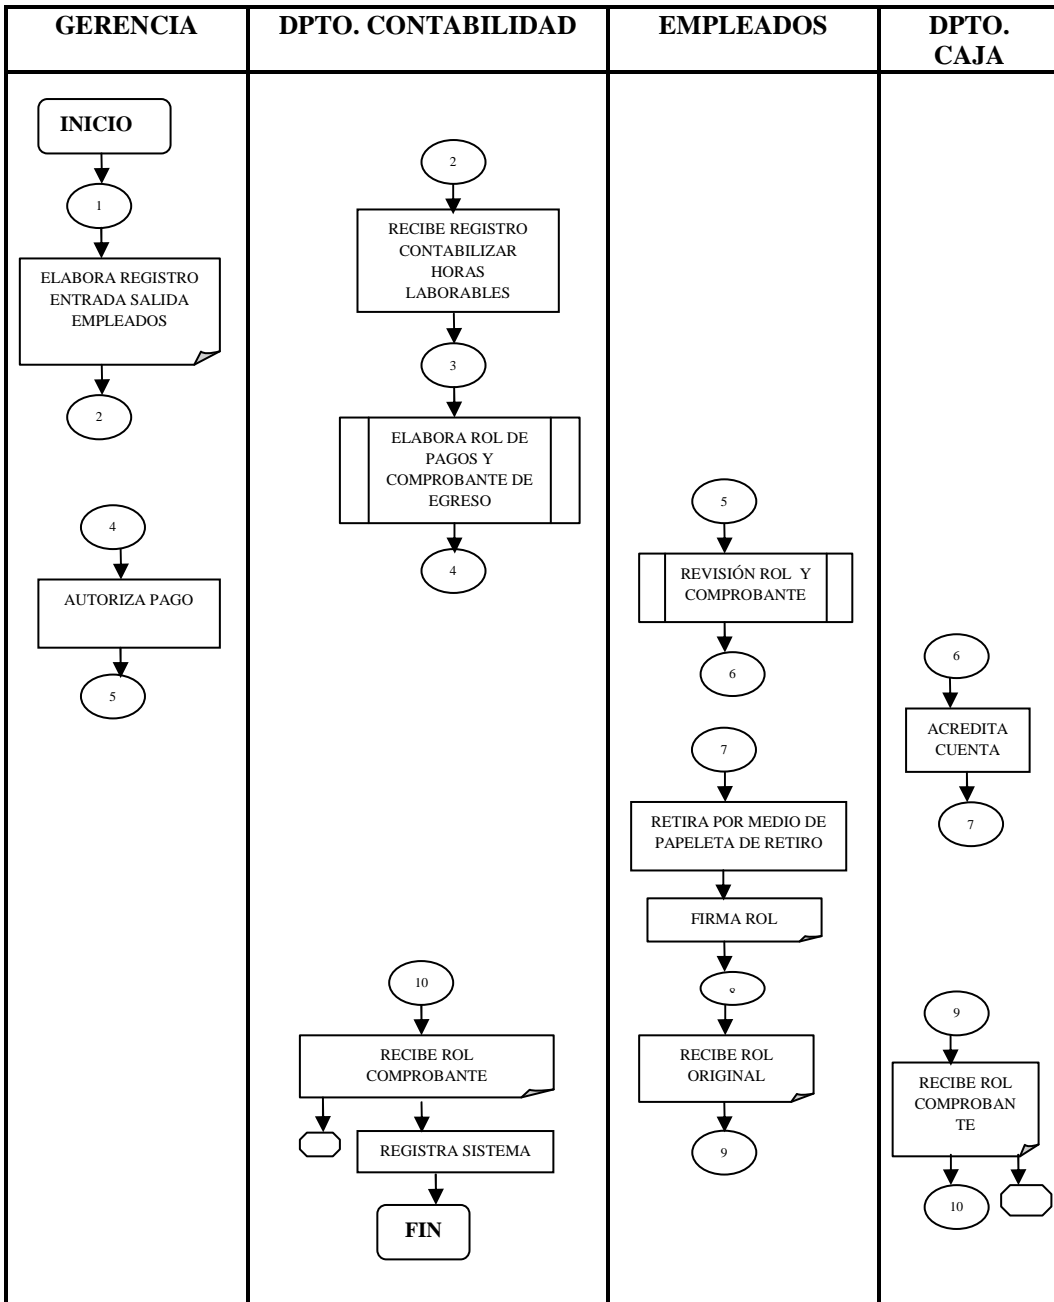 GERENCIA
DPTO. CONTABILIDAD
EMPLEADOS
DPTO.
CAJA
INICIO
1
ELABORA REGISTRO
ENTRADA SALIDA
EMPLEADOS
2
4
AUTORIZA PAGO
5
2
RECIBE REGISTRO
CONTABILIZAR
HORAS
LABORABLES
3
ELABORA ROL DE
PAGOS Y
COMPROBANTE DE
EGRESO
4
10
RECIBE ROL
COMPROBANTE
REGISTRA SISTEMA
FIN
5
REVISIÓN ROL Y
COMPROBANTE
6
7
RETIRA POR MEDIO DE
PAPELETA DE RETIRO
FIRMA ROL
8
RECIBE ROL
ORIGINAL
9
6
ACREDITA
CUENTA
7
9
RECIBE ROL
COMPROBAN
TE
10